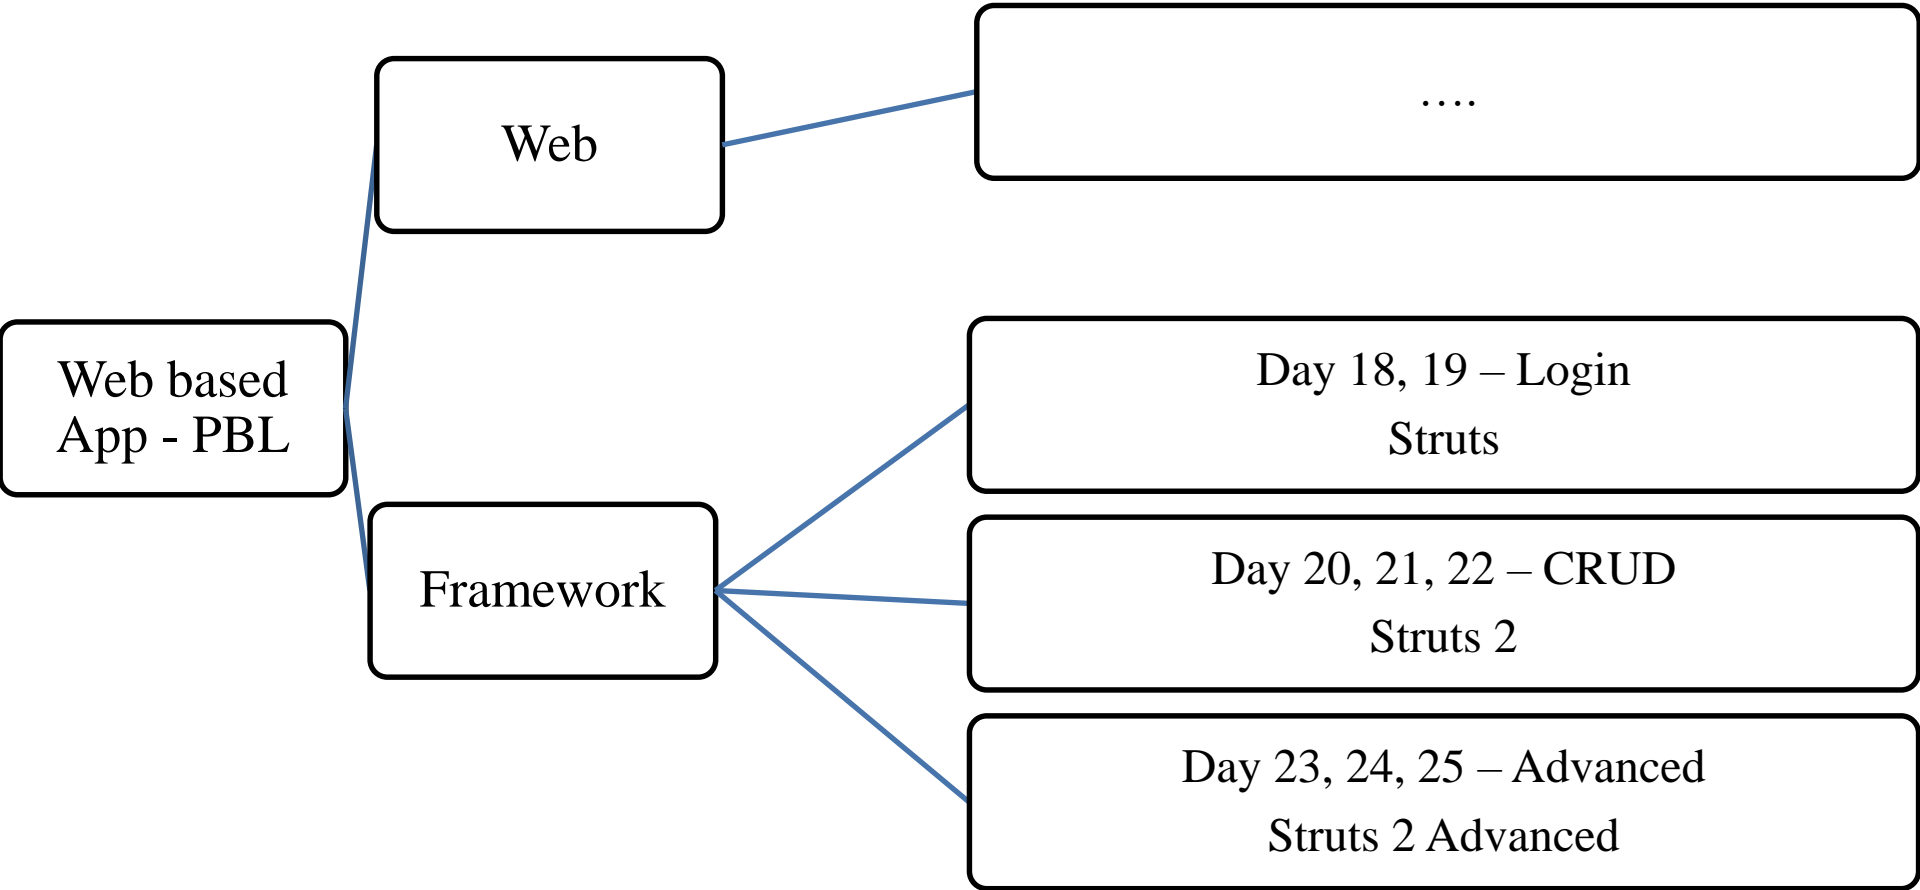 Web
….
Web based
App - PBL
Framework
Day 18, 19 – Login
Struts
Day 20, 21, 22 – CRUD
Struts 2
Day 23, 24, 25 – Advanced
Struts 2 Advanced